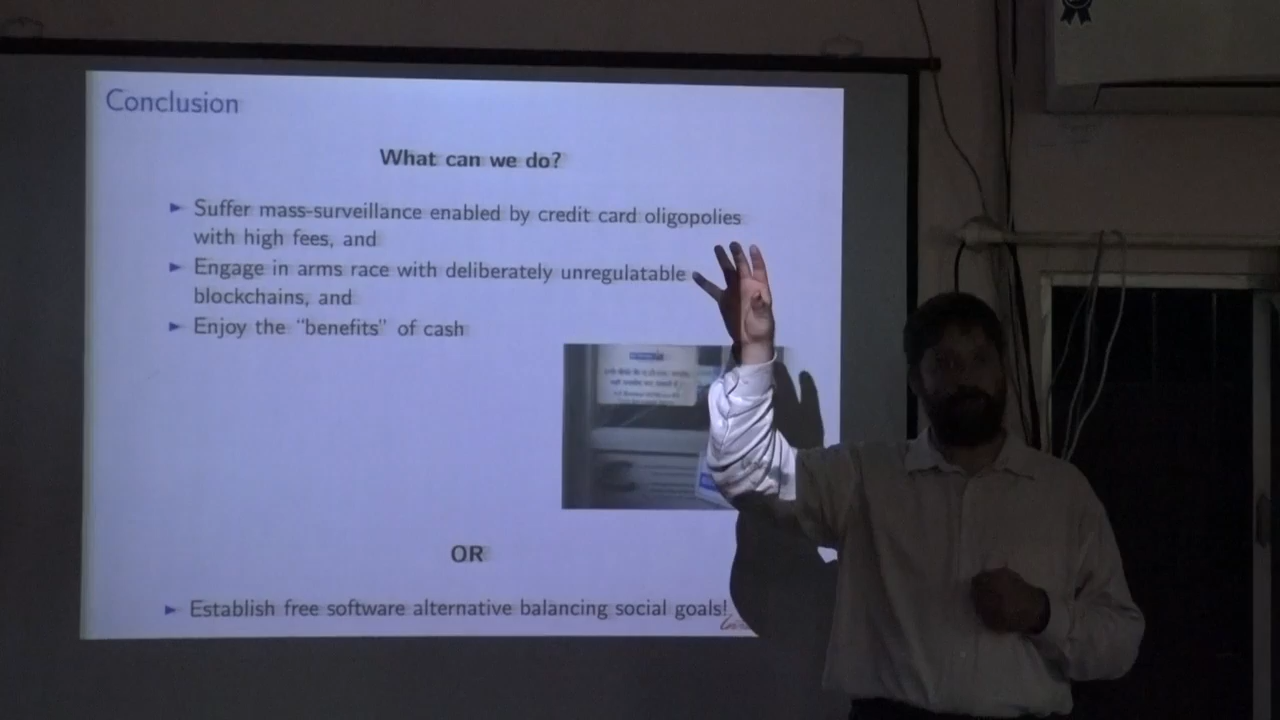 Conclusion
What can we do?
► Suffer mass-surveillance enabled by credit card oligopolies
with high fees, and
► Engage in arms race with deliberately unregulatable
blockchains, and
► Enjoy the “benefits” of cash
OR
► Establish free software alternative balancing social goals!